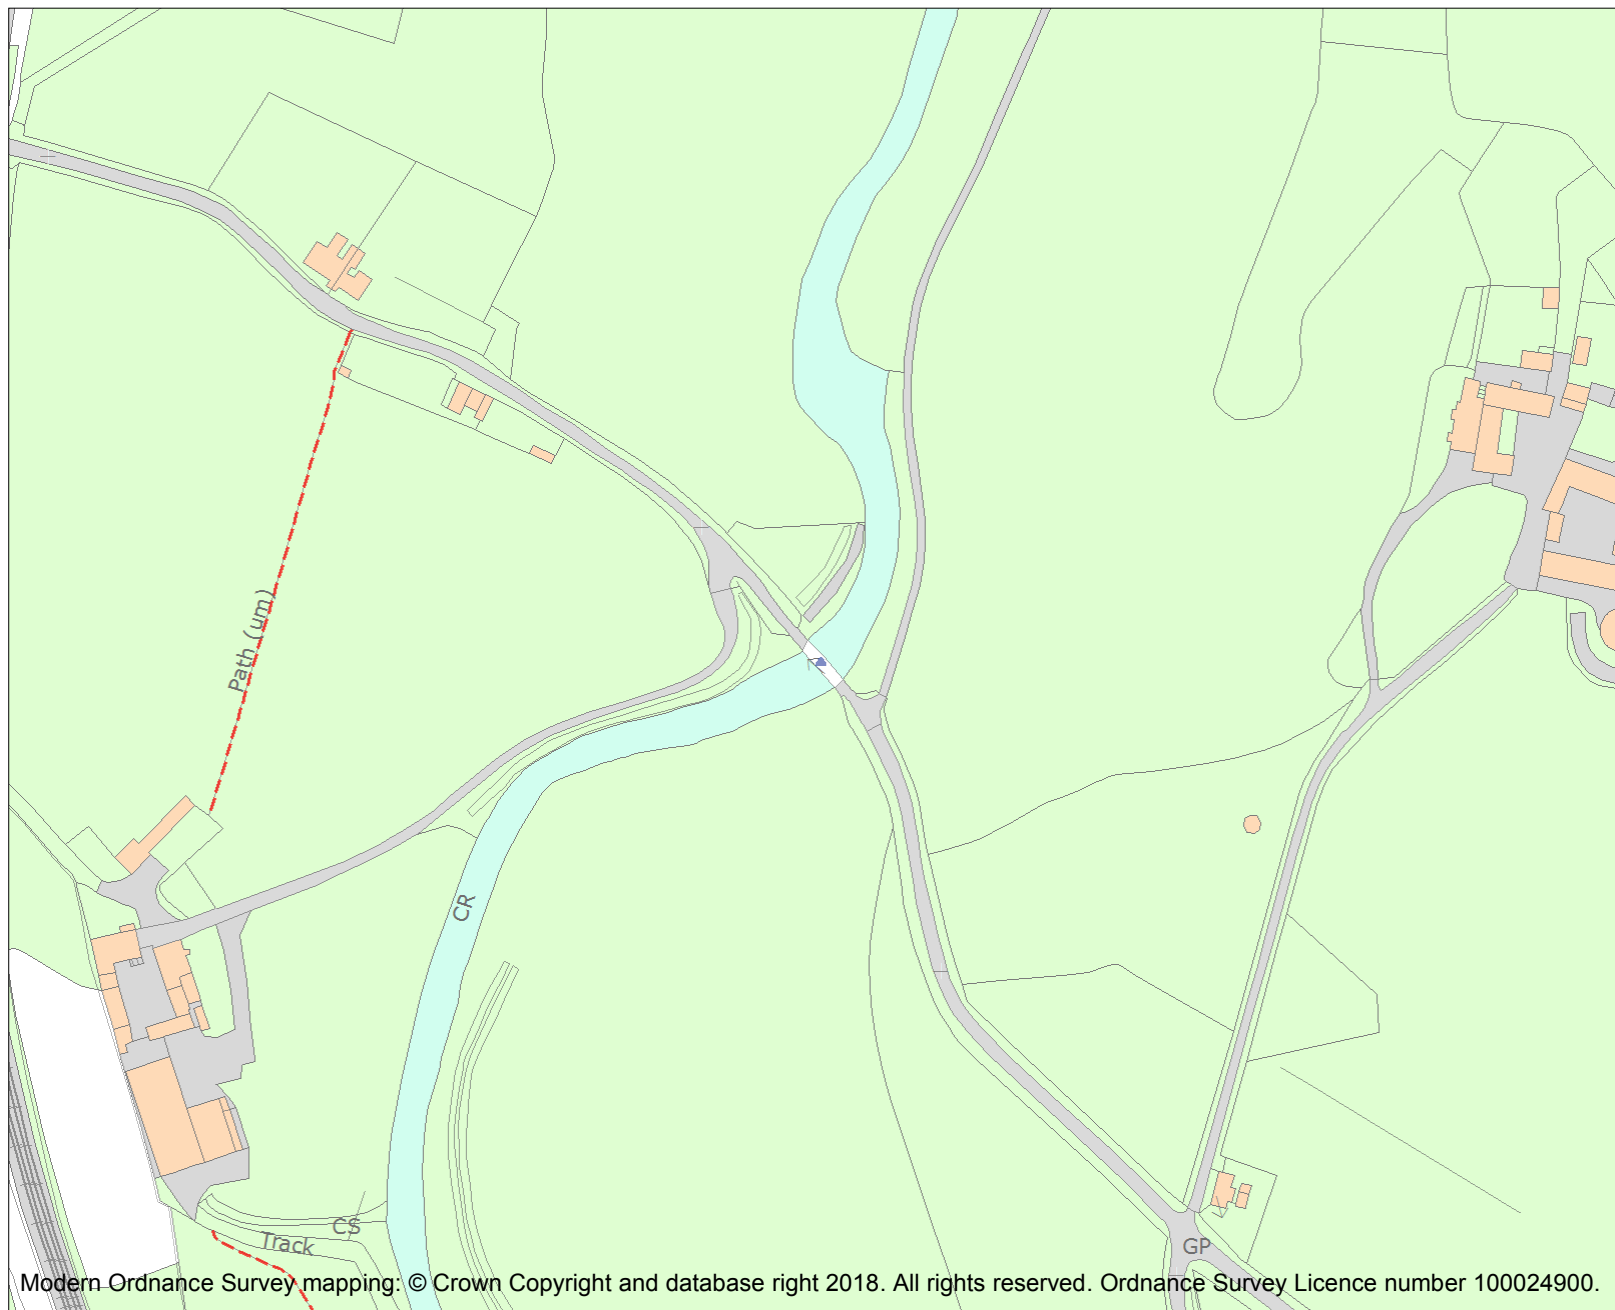 Path (um)
CR
CS
Track
GP
Modern Ordnance Survey mapping: © Crown Copyright and database right 2018. All rights reserved. Ordnance Survey Licence number 100024900.